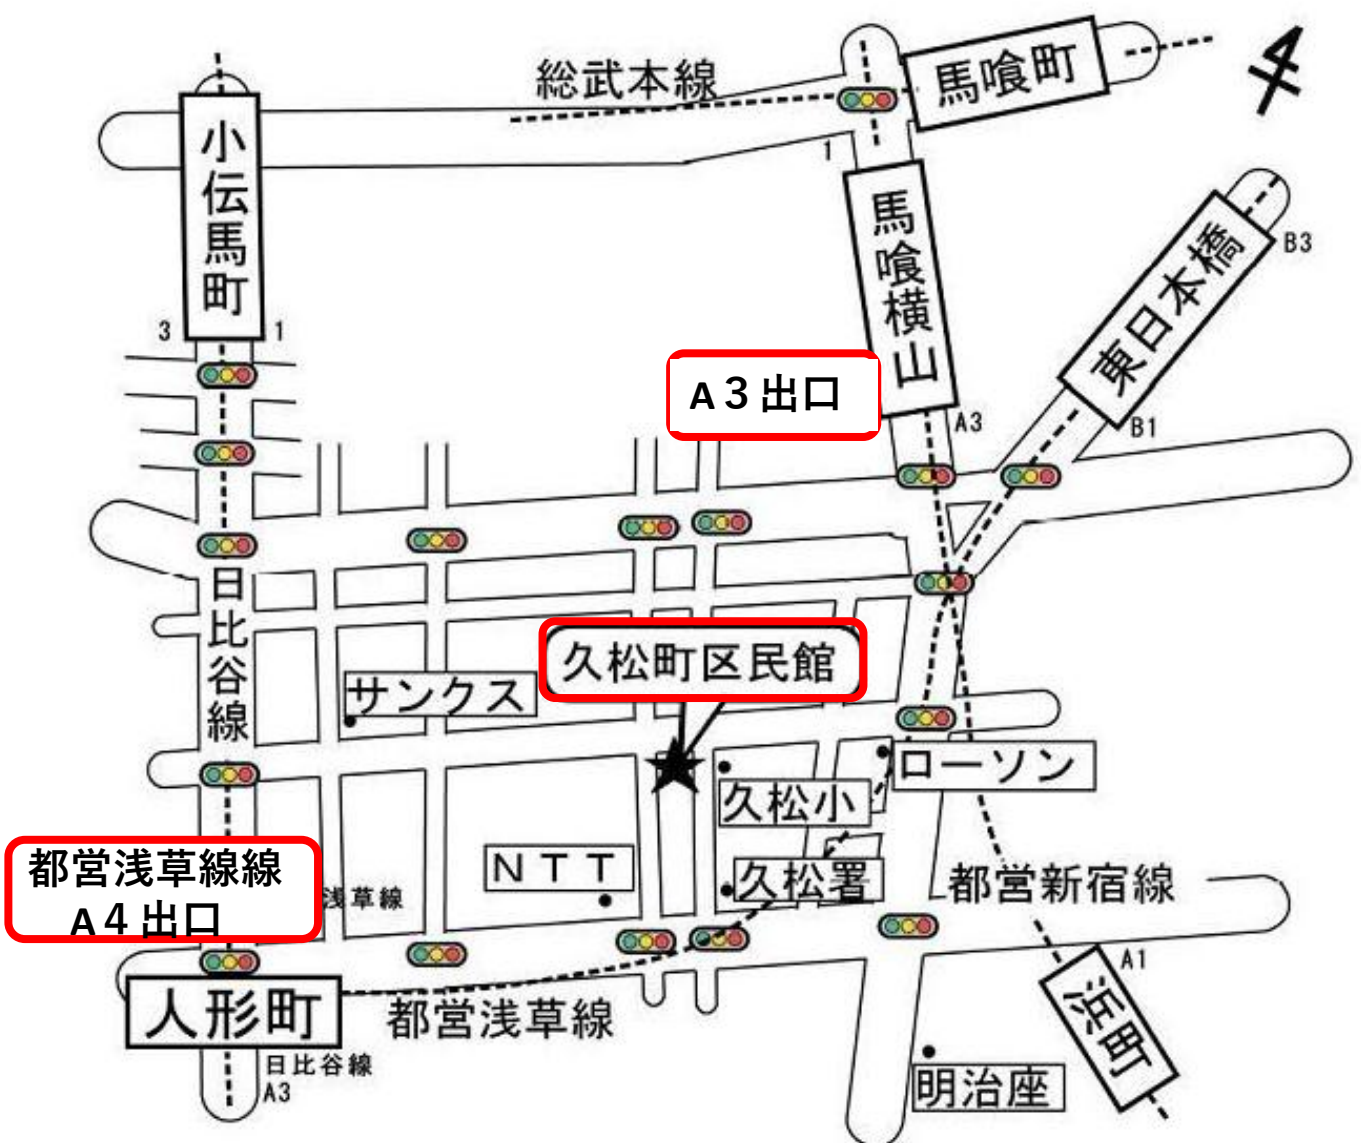 総武本線
馬喰町
小伝馬町
3
1
1
馬喰横山
A3
東日本橋
B3
B1
A3出口
日比谷線
久松町区民館
サンクス
ローソン
久松小
久松署
NTT
都営浅草線線
A4出口
浅草線
都営新宿線
人形町
都営浅草線
日比谷線
A3
A1
浜町
明治座